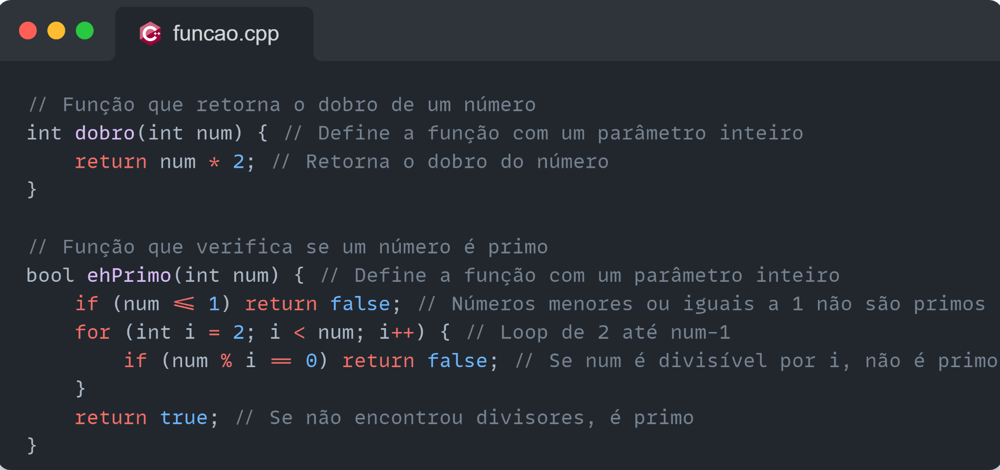 funcao.cpp
// Função que retorna o dobro de um número
int dobro(int num) { // Define a função com um parâmetro inteiro
    return num * 2; // Retorna o dobro do número
}

// Função que verifica se um número é primo
bool ehPrimo(int num) { // Define a função com um parâmetro inteiro
    if (num <= 1) return false; // Números menores ou iguais a 1 não são primos
    for (int i = 2; i < num; i++) { // Loop de 2 até num-1
        if (num % i == 0) return false; // Se num é divisível por i, não é primo
    }
    return true; // Se não encontrou divisores, é primo
}